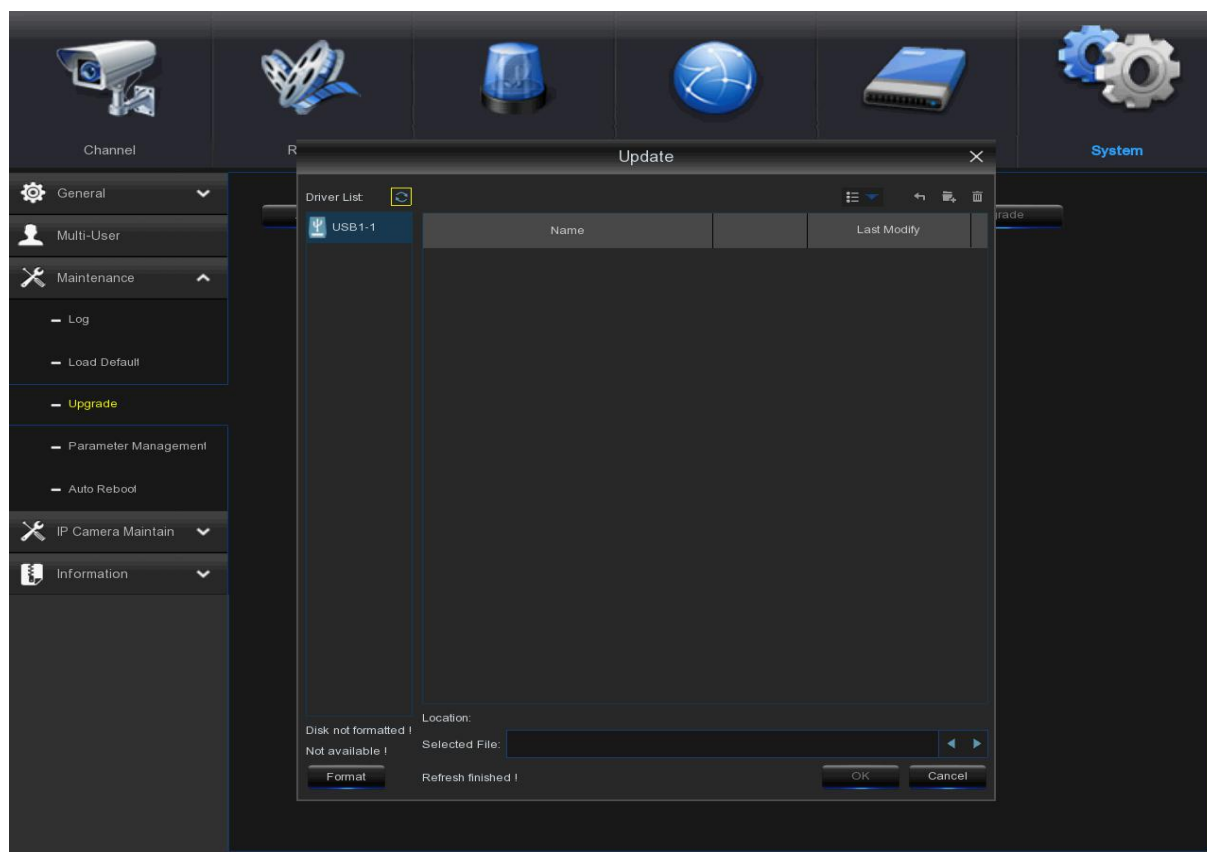 Channel
System
Update
General
Multi-User
Maintenance
Log
Load Default
Upgrade
Parameter Management
Auto Reboot
IP Camera Maintain
Information
Driver List
USB1-1
Name
Last Modify
Disk not formatted !
Not available !
Format
Location:
Selected File:
Refresh finished !
OK
Cancel